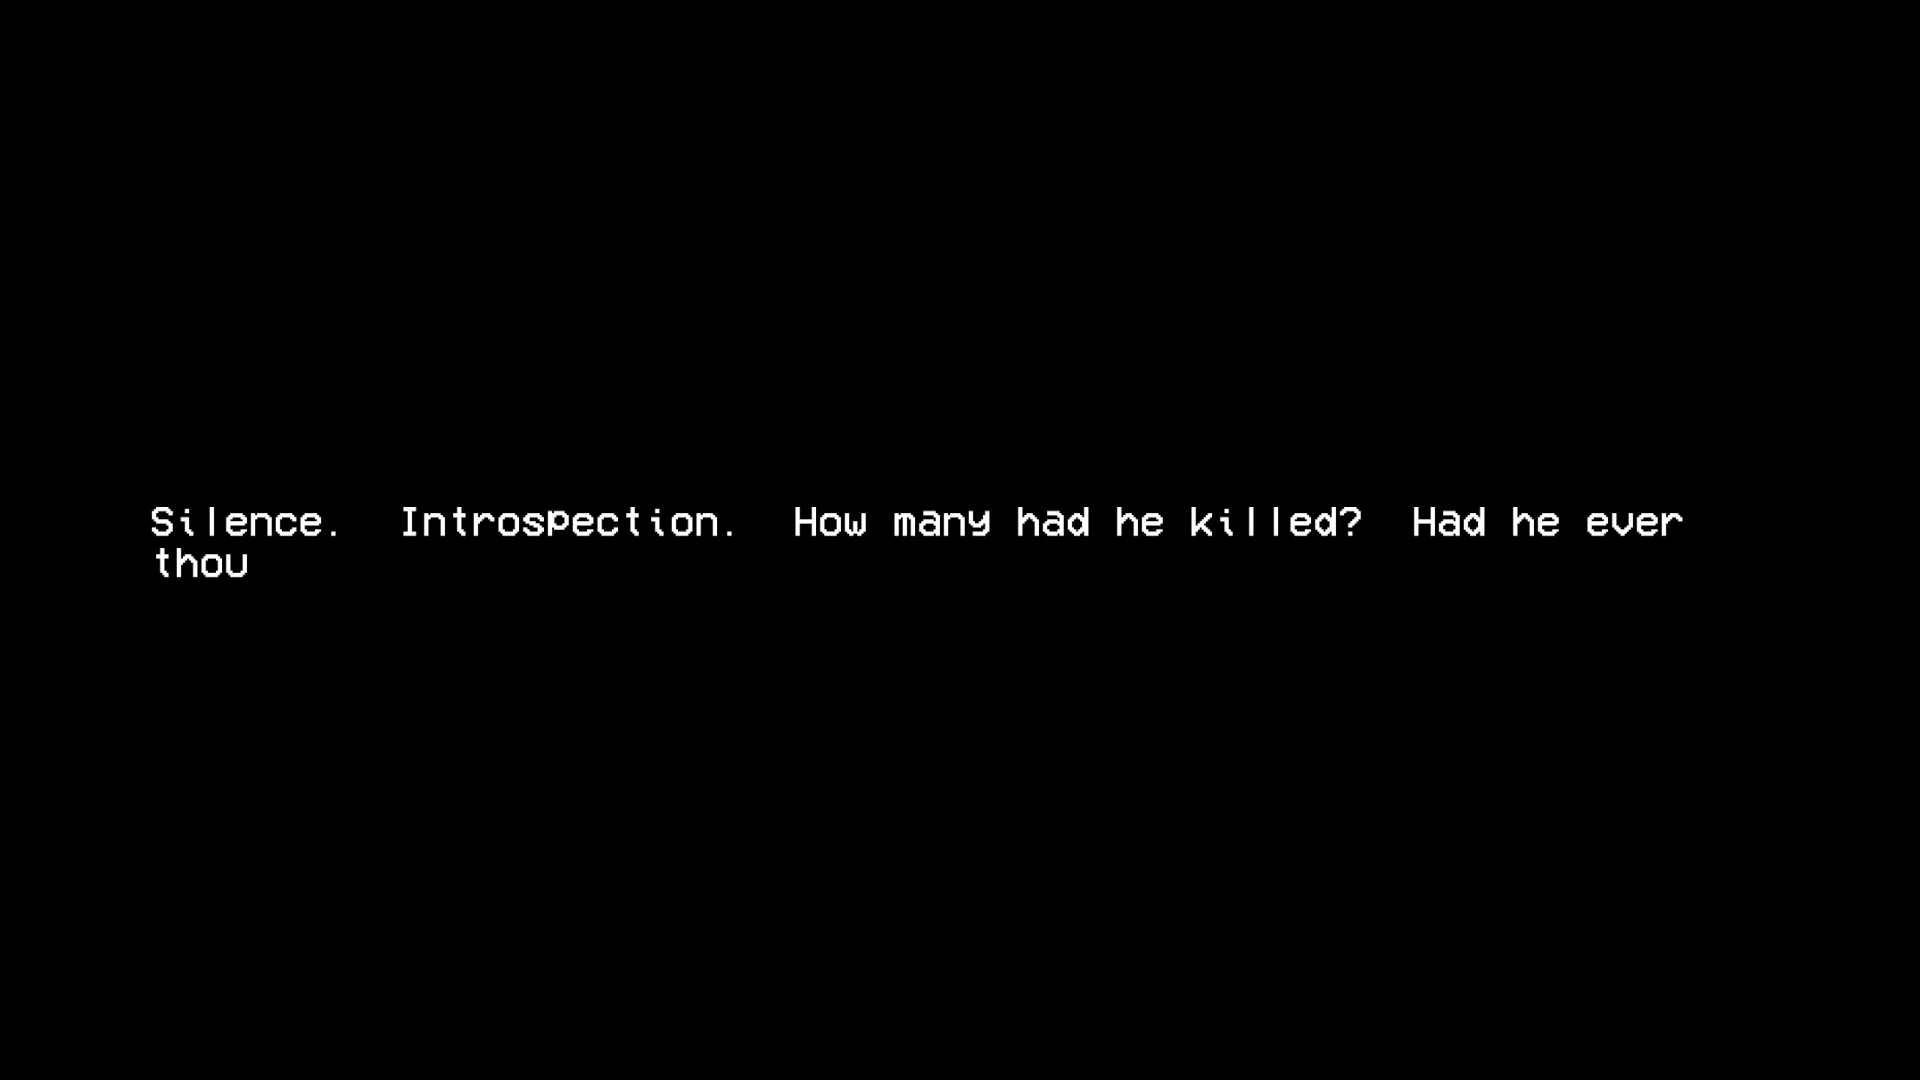 Silence.  Introspection.  How many had he killed?  Had he ever
thou